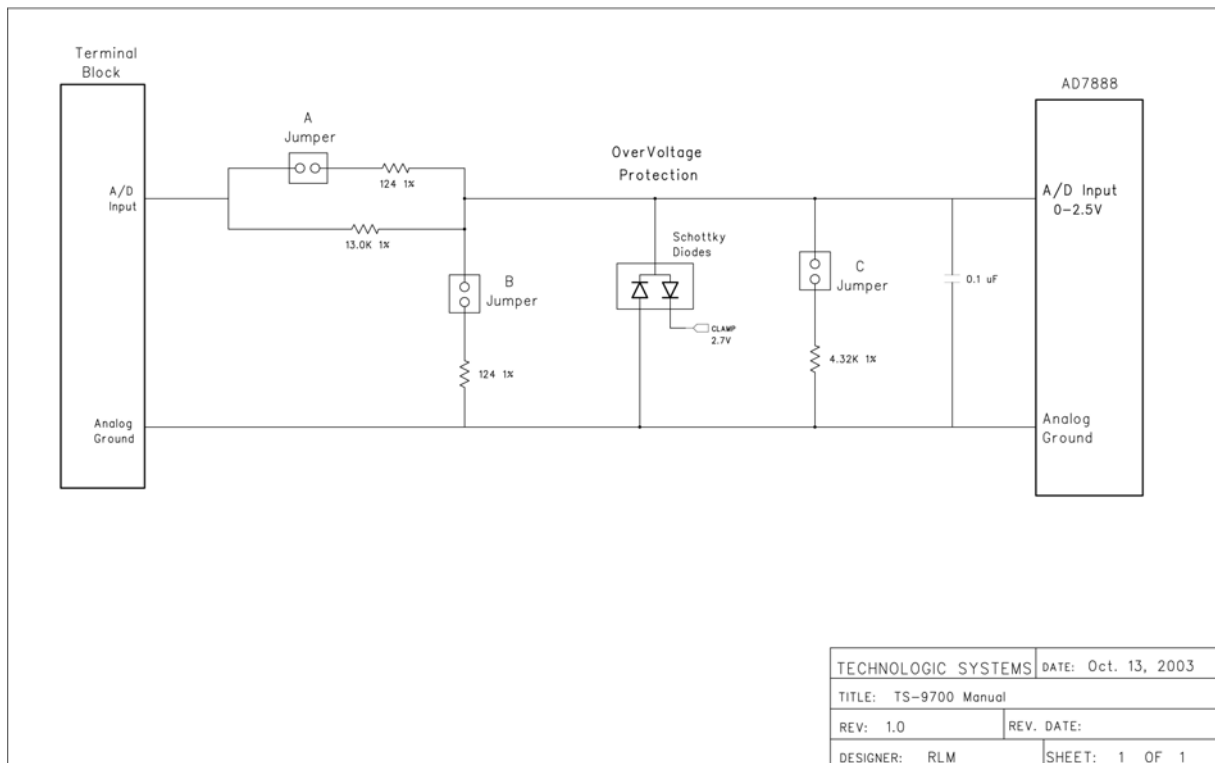 Terminal
Block
A/D
Input
Analog
Ground
A
Jumper
124 1%
13.0K 1%
B
Jumper
124 1%
OverVoltage
Protection
Schottky
Diodes
CLAMP
2.7V
C
Jumper
4.32K 1%
0.1 uF
AD7888
A/D Input
0-2.5V
Analog
Ground
TECHNOLOGIC SYSTEMS DATE: Oct. 13, 2003
TITLE: TS-9700 Manual
REV: 1.0 REV. DATE:
DESIGNER: RLM SHEET: 1 OF 1